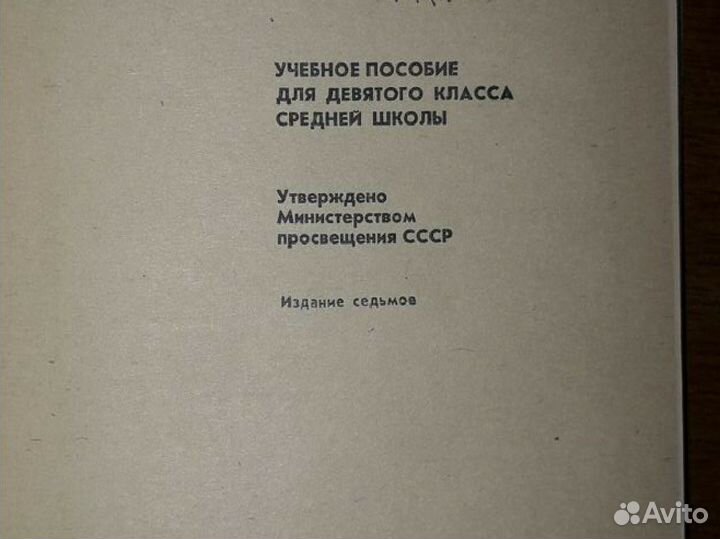 УЧЕБНОЕ ПОСОБИЕ
ДЛЯ ДЕВЯТОГО КЛАССА
СРЕДНЕЙ ШКОЛЫ
Утверждено
Министерством
просвещения СССР
Издание седьмое
Avito